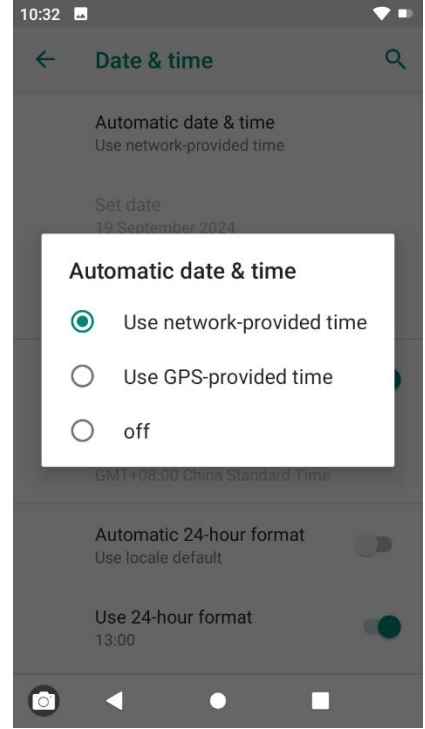 10:32
Date & time
Automatic date & time
Use network-provided time
Set date
19 September 2024
Automatic date & time
Use network-provided time
Use GPS-provided time
off
GMT+08:00 China Standard Time
Automatic 24-hour format
Use locale default
Use 24-hour format
13:00